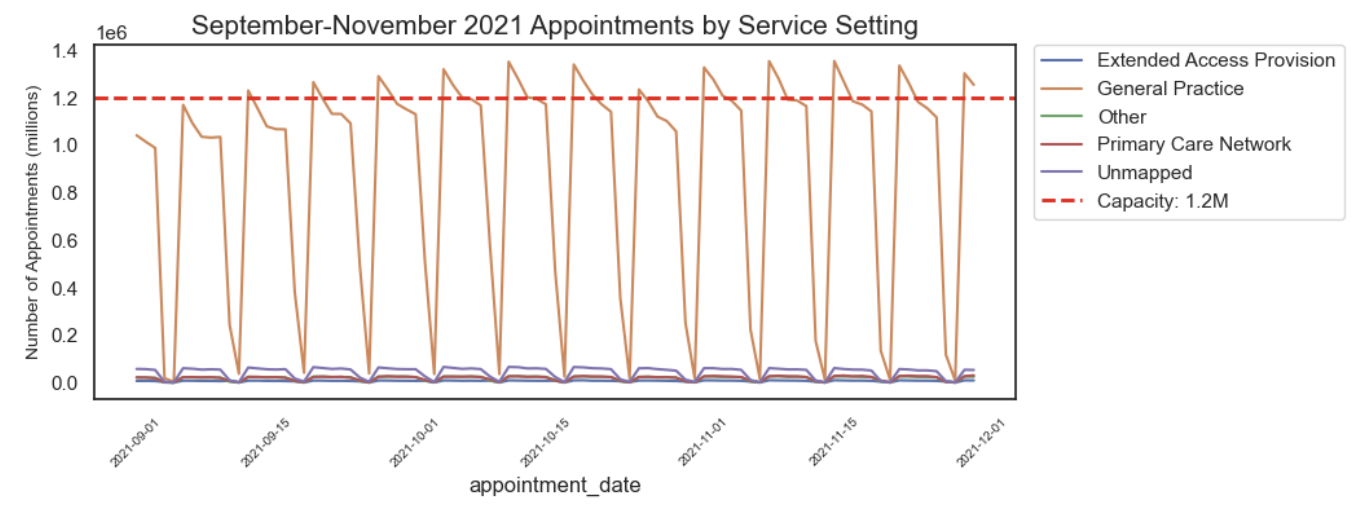 September-November 2021 Appointments by Service Setting
1e6
Number of Appointments (millions)
1.4
1.2
1.0
0.8
0.6
0.4
0.2
0.0
2021-09-01
2021-09-15
2021-10-01
2021-10-15
2021-11-01
2021-11-15
2021-12-01
appointment_date
Extended Access Provision
General Practice
Other
Primary Care Network
Unmapped
Capacity: 1.2M